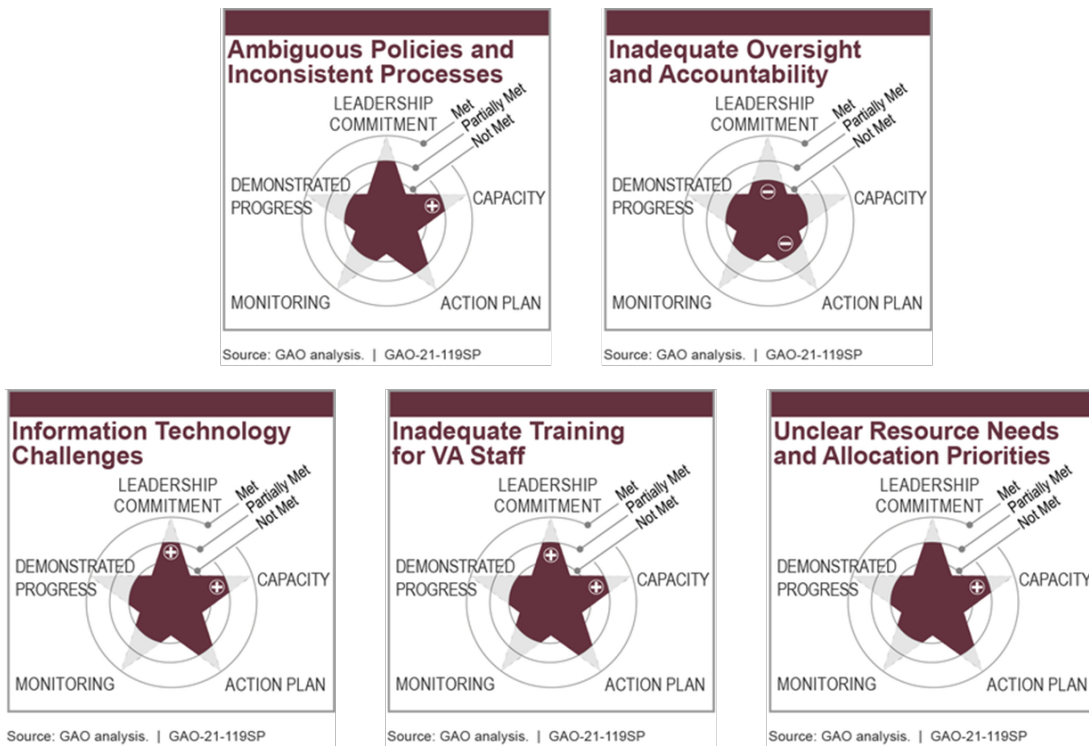 Ambiguous Policies and
Inconsistent Processes
LEADERSHIP
COMMITMENT
Met
Partially Met
Not Met
DEMONSTRATED
PROGRESS
CAPACITY
MONITORING
ACTION PLAN
Source: GAO analysis. | GAO-21-119SP
Inadequate Oversight
and Accountability
LEADERSHIP
COMMITMENT
Met
Partially Met
Not Met
DEMONSTRATED
PROGRESS
CAPACITY
MONITORING
ACTION PLAN
Source: GAO analysis. | GAO-21-119SP
Information Technology
Challenges
LEADERSHIP
COMMITMENT
Met
Partially Met
Not Met
DEMONSTRATED
PROGRESS
CAPACITY
MONITORING
ACTION PLAN
Source: GAO analysis. | GAO-21-119SP
Inadequate Training
for VA Staff
LEADERSHIP
COMMITMENT
Met
Partially Met
Not Met
DEMONSTRATED
PROGRESS
CAPACITY
MONITORING
ACTION PLAN
Source: GAO analysis. | GAO-21-119SP
Unclear Resource Needs
and Allocation Priorities
LEADERSHIP
COMMITMENT
Met
Partially Met
Not Met
DEMONSTRATED
PROGRESS
CAPACITY
MONITORING
ACTION PLAN
Source: GAO analysis. | GAO-21-119SP